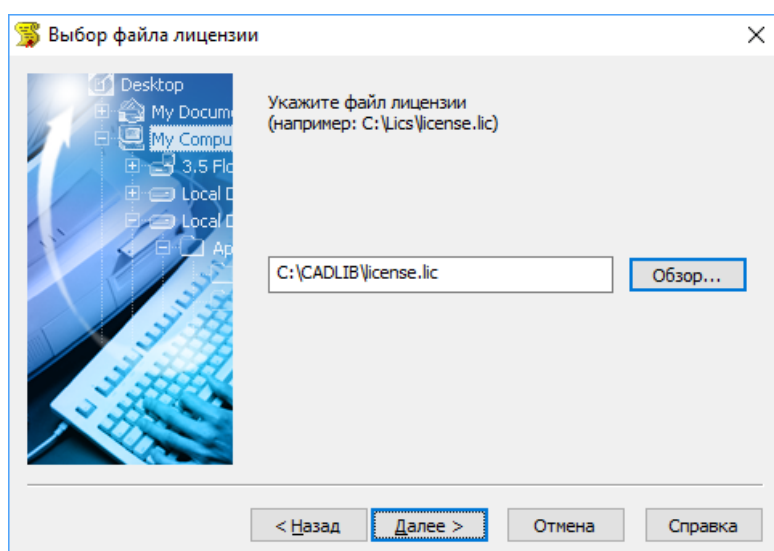 Выбор файла лицензии
Desktop
My Docum
My Compu
3.5 Flo
Local D
Local D
Ap
Укажите файл лицензии
(например: C:\Lics\license.lic)
C:\CADLIB\license.lic
Обзор...
< Назад
Далее >
Отмена
Справка